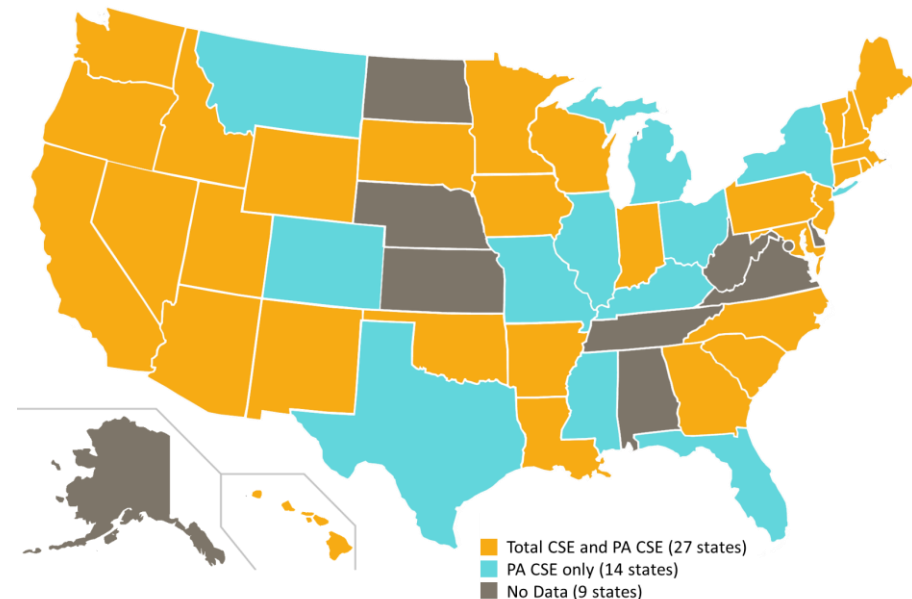 Total CSE and PA CSE (27 states)
PA CSE only (14 states)
No Data (9 states)